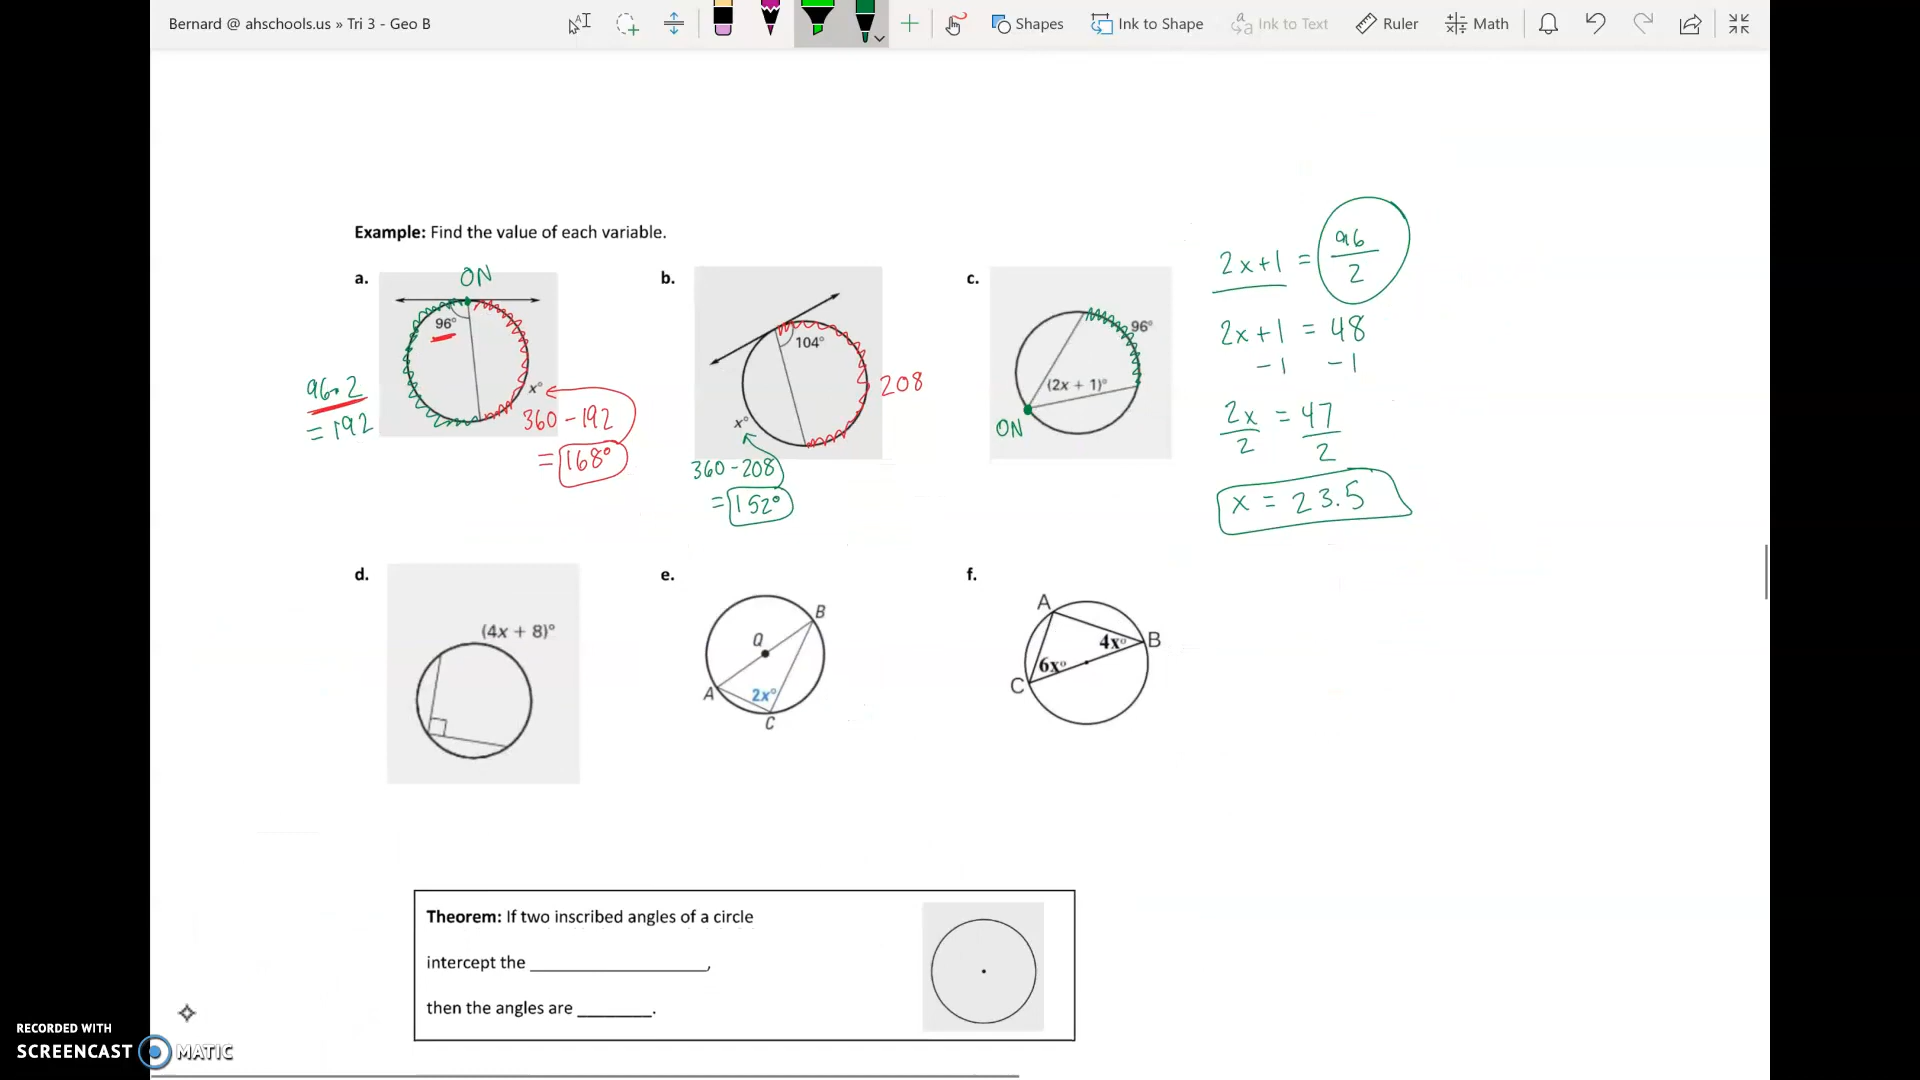 Bernard @ ahschools.us » Tri 3 - Geo B
Shapes
Ink to Shape
Ink to Text
Ruler
Math
Example: Find the value of each variable.
a.
ON
96°
x°
96·2
= 192
360 - 192
= 168°
b.
104°
208
x°
360 - 208
= 152°
c.
96°
(2x + 1)°
ON
2x+1 = 96/2
2x+1 = 48
-1 -1
2x = 47
2 2
x = 23.5
d.
(4x + 8)°
e.
Q
B
A
2x°
C
f.
A
4x°
B
6x°
C
Theorem: If two inscribed angles of a circle
intercept the __________________,
then the angles are ________.
RECORDED WITH
SCREENCAST MATIC